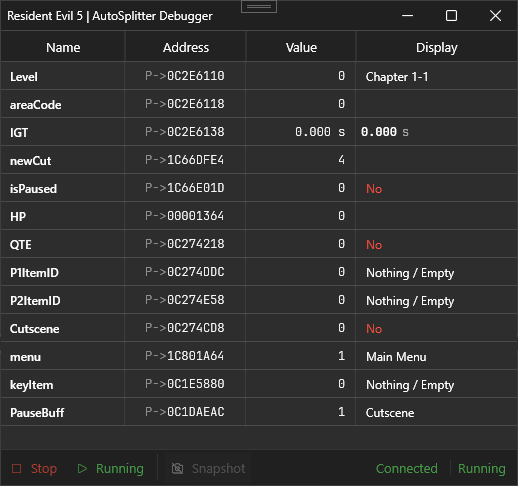 Resident Evil 5 | AutoSplitter Debugger
Name Address Value Display
Level P->0C2E6110 0 Chapter 1-1
areaCode P->0C2E6118 0
IGT P->0C2E6138 0.000 s 0.000 s
newCut P->1C66DFE4 4
isPaused P->1C66E01D 0 No
HP P->00001364 0
QTE P->0C274218 0 No
P1ItemID P->0C274DDC 0 Nothing / Empty
P2ItemID P->0C274E58 0 Nothing / Empty
Cutscene P->0C274CD8 0 No
menu P->1C801A64 1 Main Menu
keyItem P->0C1E5880 0 Nothing / Empty
PauseBuff P->0C1DAEAC 1 Cutscene
Stop Running Snapshot Connected Running